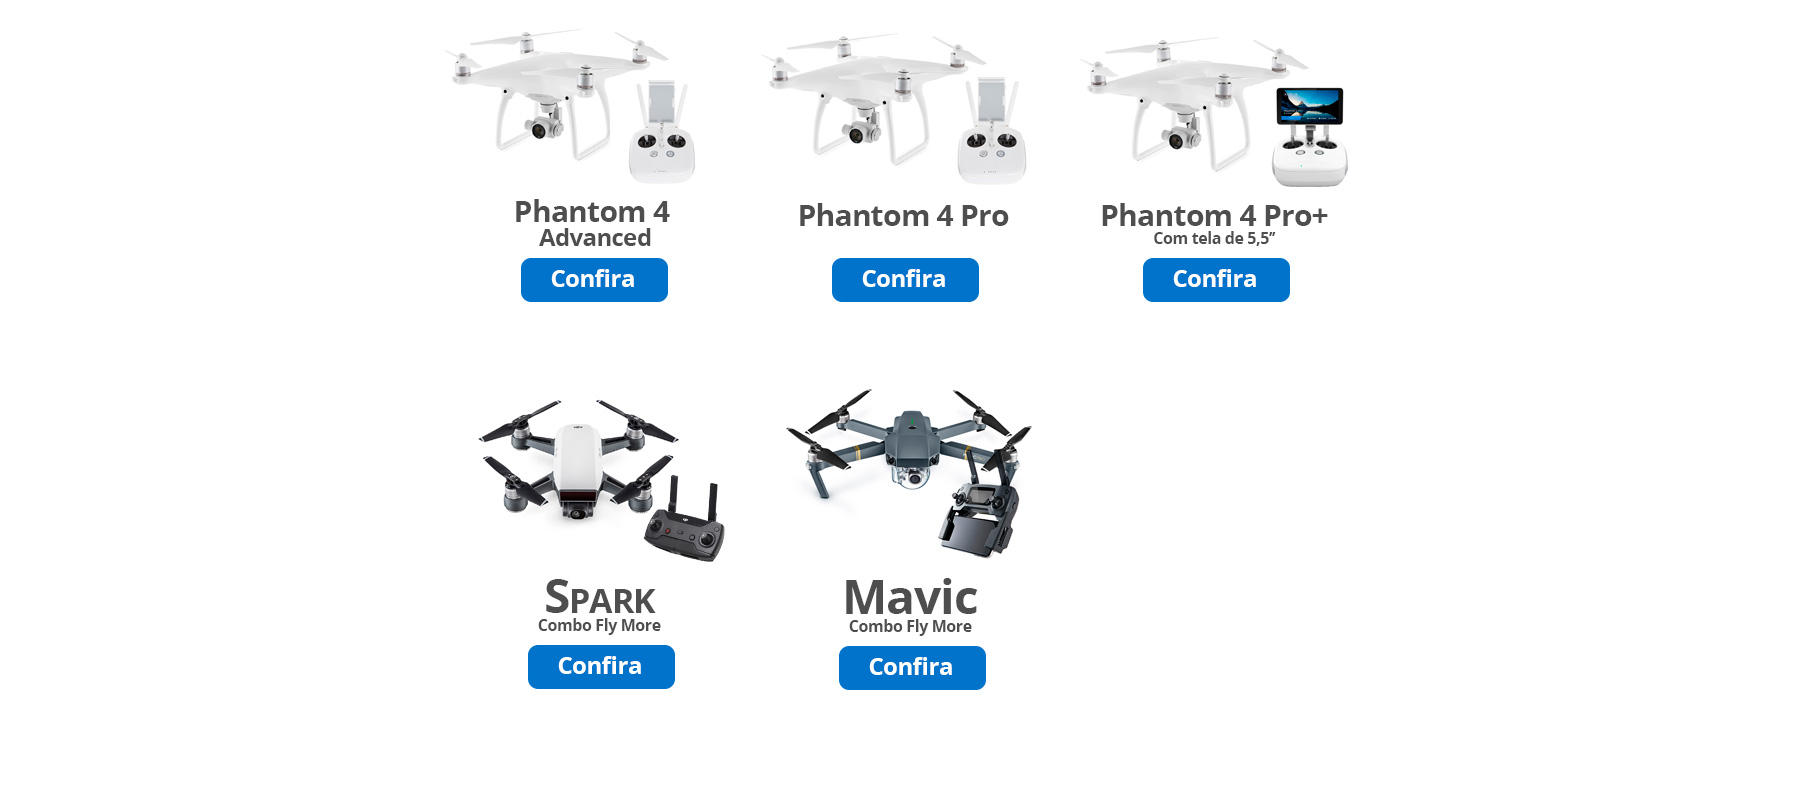 Phantom 4
Advanced
Confira
Phantom 4 Pro
Confira
Phantom 4 Pro+
Com tela de 5,5”
Confira
SPARK
Combo Fly More
Confira
Mavic
Combo Fly More
Confira